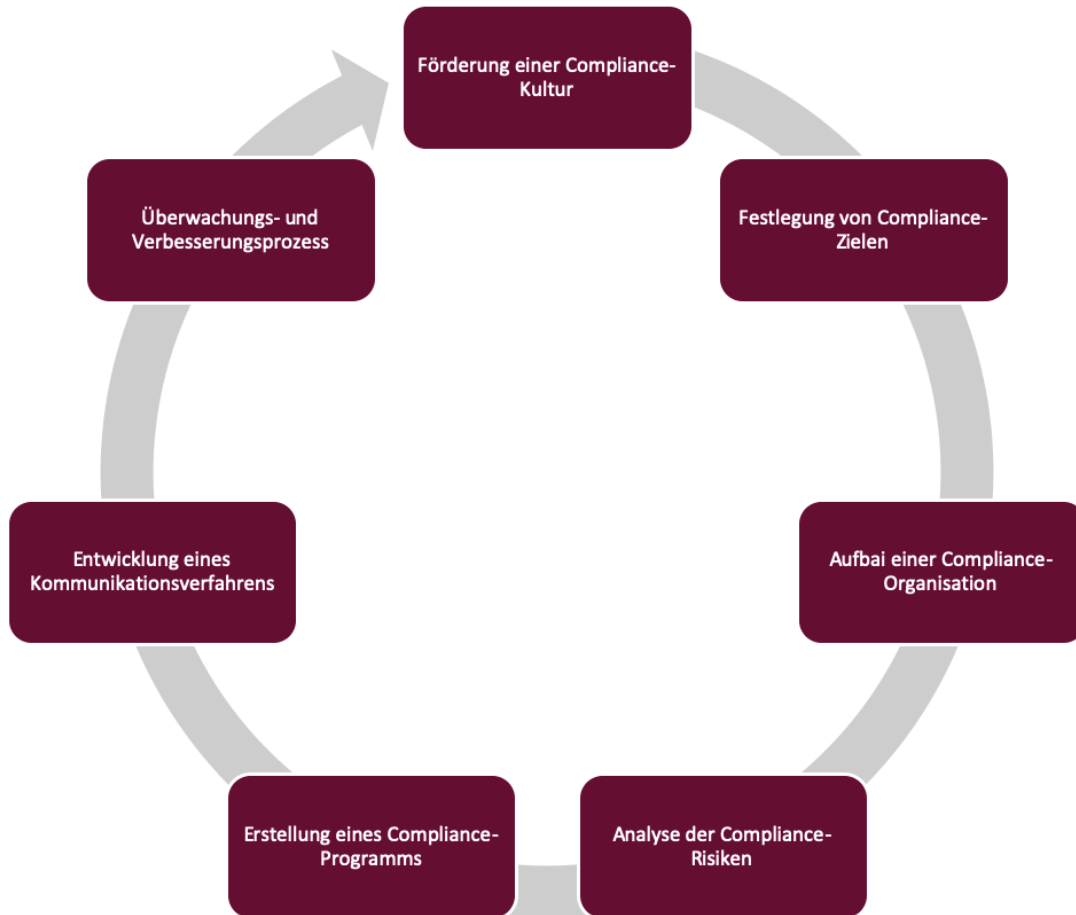 Förderung einer Compliance-
Kultur
Festlegung von Compliance-
Zielen
Aufbai einer Compliance-
Organisation
Analyse der Compliance-
Risiken
Erstellung eines Compliance-
Programms
Entwicklung eines
Kommunikationsverfahrens
Überwachungs- und
Verbesserungsprozess